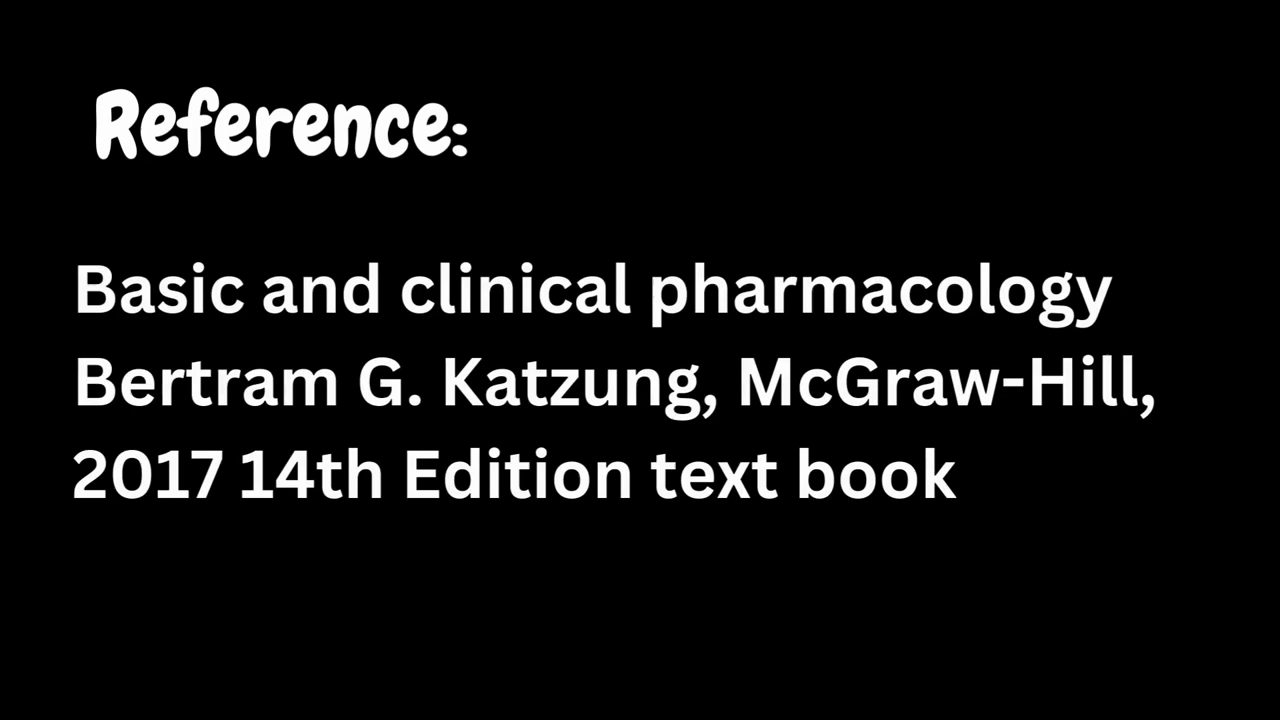 Reference:
Basic and clinical pharmacology
Bertram G. Katzung, McGraw-Hill,
2017 14th Edition text book